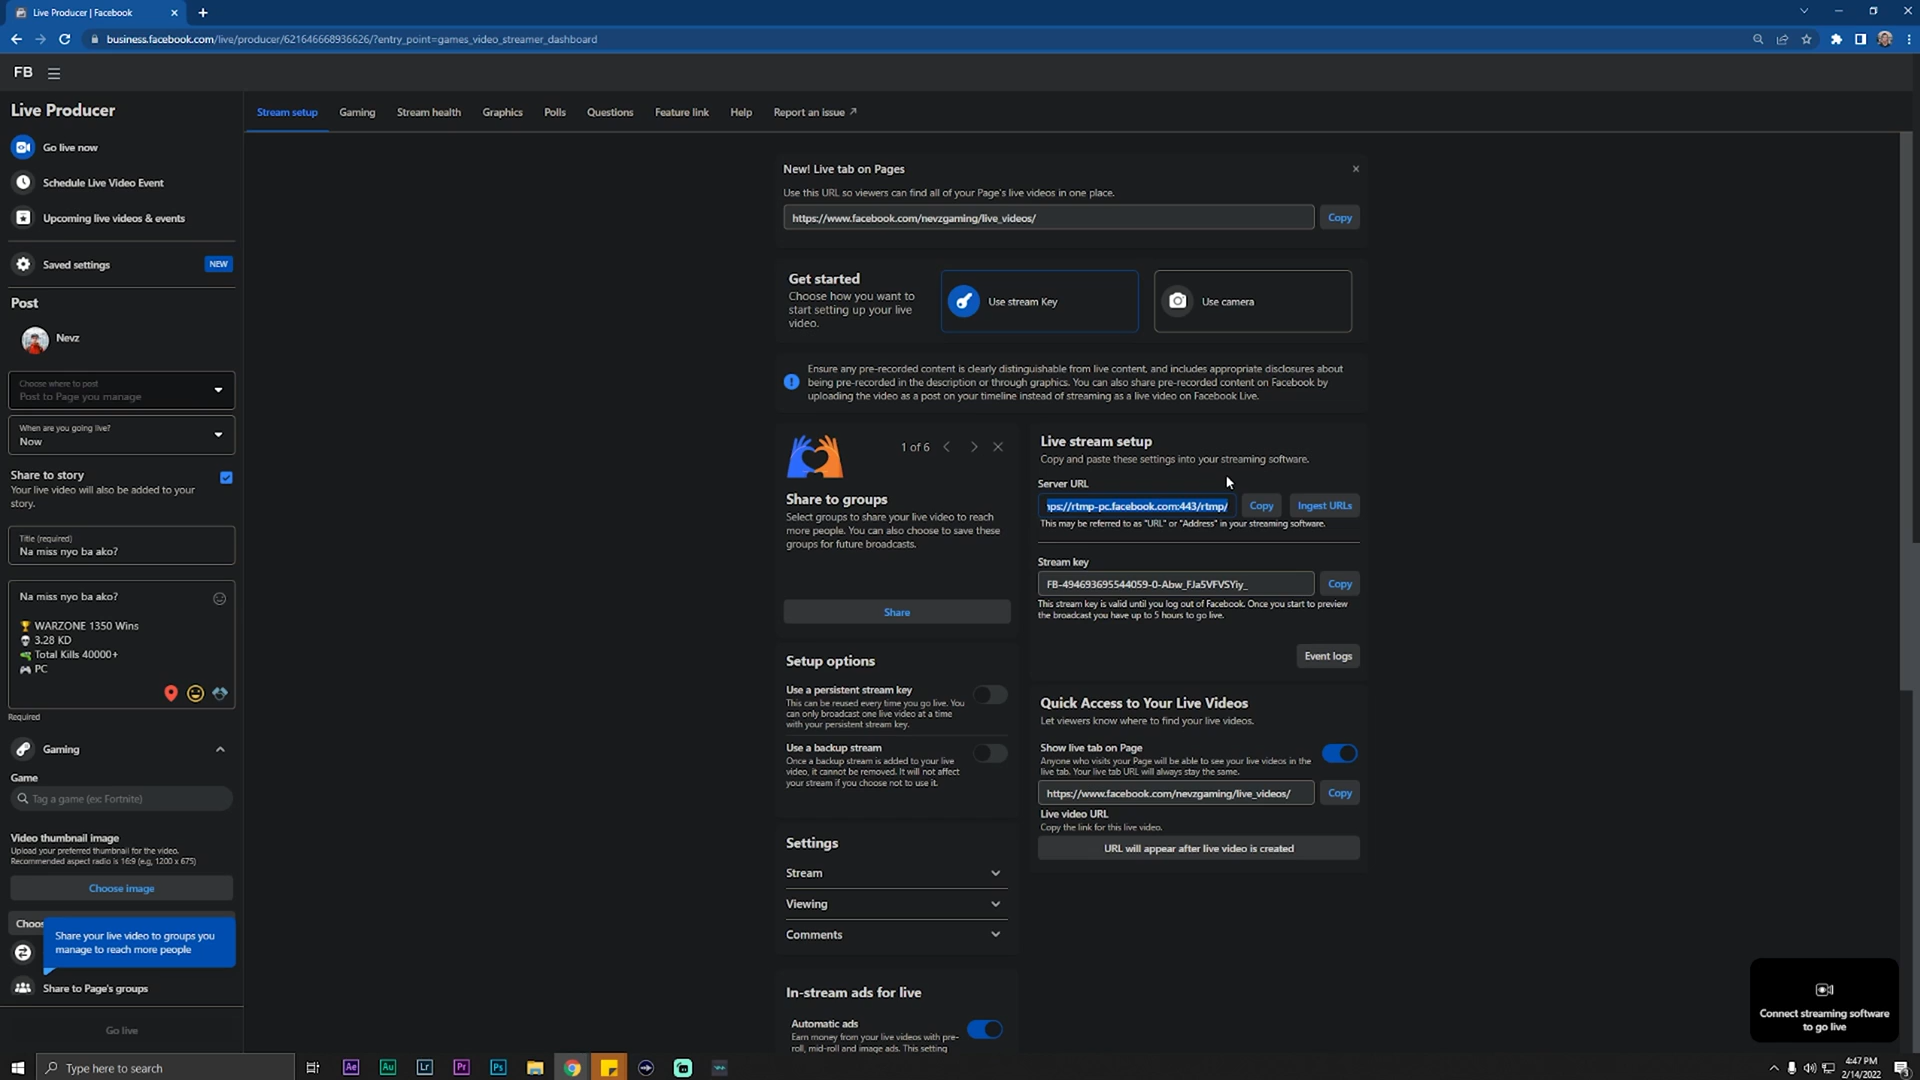 Live Producer | Facebook
business.facebook.com/live/producer/621646668936626/?entry_point=games_video_streamer_dashboard
FB
Live Producer
Go live now
Schedule Live Video Event
Upcoming live videos & events
Saved settings NEW
Post
Nevz
Choose where to post
Post to Page you manage
When are you going live?
Now
Share to story
Your live video will also be added to your
story.
Title (required)
Na miss nyo ba ako?
Na miss nyo ba ako?
WARZONE 1350 Wins
3.28 KD
Total Kills 40000+
PC
Required
Gaming
Game
Tag a game (ex: Fortnite)
Video thumbnail image
Upload your preferred thumbnail for the video.
Recommended aspect radio is 16:9 (e.g, 1200 x 675)
Choose image
Share your live video to groups you
manage to reach more people
Share to Page's groups
Go live
Stream setup Gaming Stream health Graphics Polls Questions Feature link Help Report an issue
New! Live tab on Pages
Use this URL so viewers can find all of your Page's live videos in one place.
https://www.facebook.com/nevzgaming/live_videos/ Copy
Get started
Choose how you want to
start setting up your live
video.
Use stream Key
Use camera
Ensure any pre-recorded content is clearly distinguishable from live content, and includes appropriate disclosures about
being pre-recorded in the description or through graphics. You can also share pre-recorded content on Facebook by
uploading the video as a post on your timeline instead of streaming as a live video on Facebook Live.
1 of 6
Share to groups
Select groups to share your live video to reach
more people. You can also choose to save these
groups for future broadcasts.
Share
Setup options
Use a persistent stream key
This can be reused every time you go live. You
can only broadcast one live video at a time
with your persistent stream key.
Use a backup stream
Once a backup stream is added to your live
video, it cannot be removed. It will not affect
your stream if you choose not to use it.
Settings
Stream
Viewing
Comments
In-stream ads for live
Automatic ads
Earn money from your live videos with pre-
roll, mid-roll and image ads. This setting
Live stream setup
Copy and paste these settings into your streaming software.
Server URL
ps://rtmp-pc.facebook.com:443/rtmp/ Copy Ingest URLs
This may be referred to as "URL" or "Address" in your streaming software.
Stream key
FB-494693695544059-0-Abw_FJa5VFVSYiy_ Copy
This stream key is valid until you log out of Facebook. Once you start to preview
the broadcast you have up to 5 hours to go live.
Event logs
Quick Access to Your Live Videos
Let viewers know where to find your live videos.
Show live tab on Page
Anyone who visits your Page will be able to see your live videos in the
live tab. Your live tab URL will always stay the same.
https://www.facebook.com/nevzgaming/live_videos/ Copy
Live video URL
Copy the link for this live video.
URL will appear after live video is created
Connect streaming software
to go live
Type here to search
Ae Au Lr Pr Ps
4:47 PM
2/14/2022
3